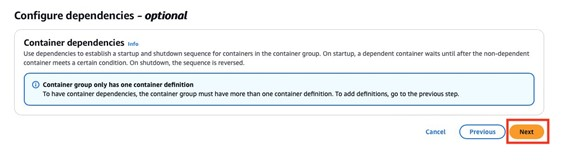 Configure dependencies - optional
Container dependencies Info
Use dependencies to establish a startup and shutdown sequence for containers in the container group. On startup, a dependent container waits until after the non-dependent
container meets a certain condition. On shutdown, the sequence is reversed.
Container group only has one container definition
To have container dependencies, the container group must have more than one container definition. To add definitions, go to the previous step.
Cancel Previous Next